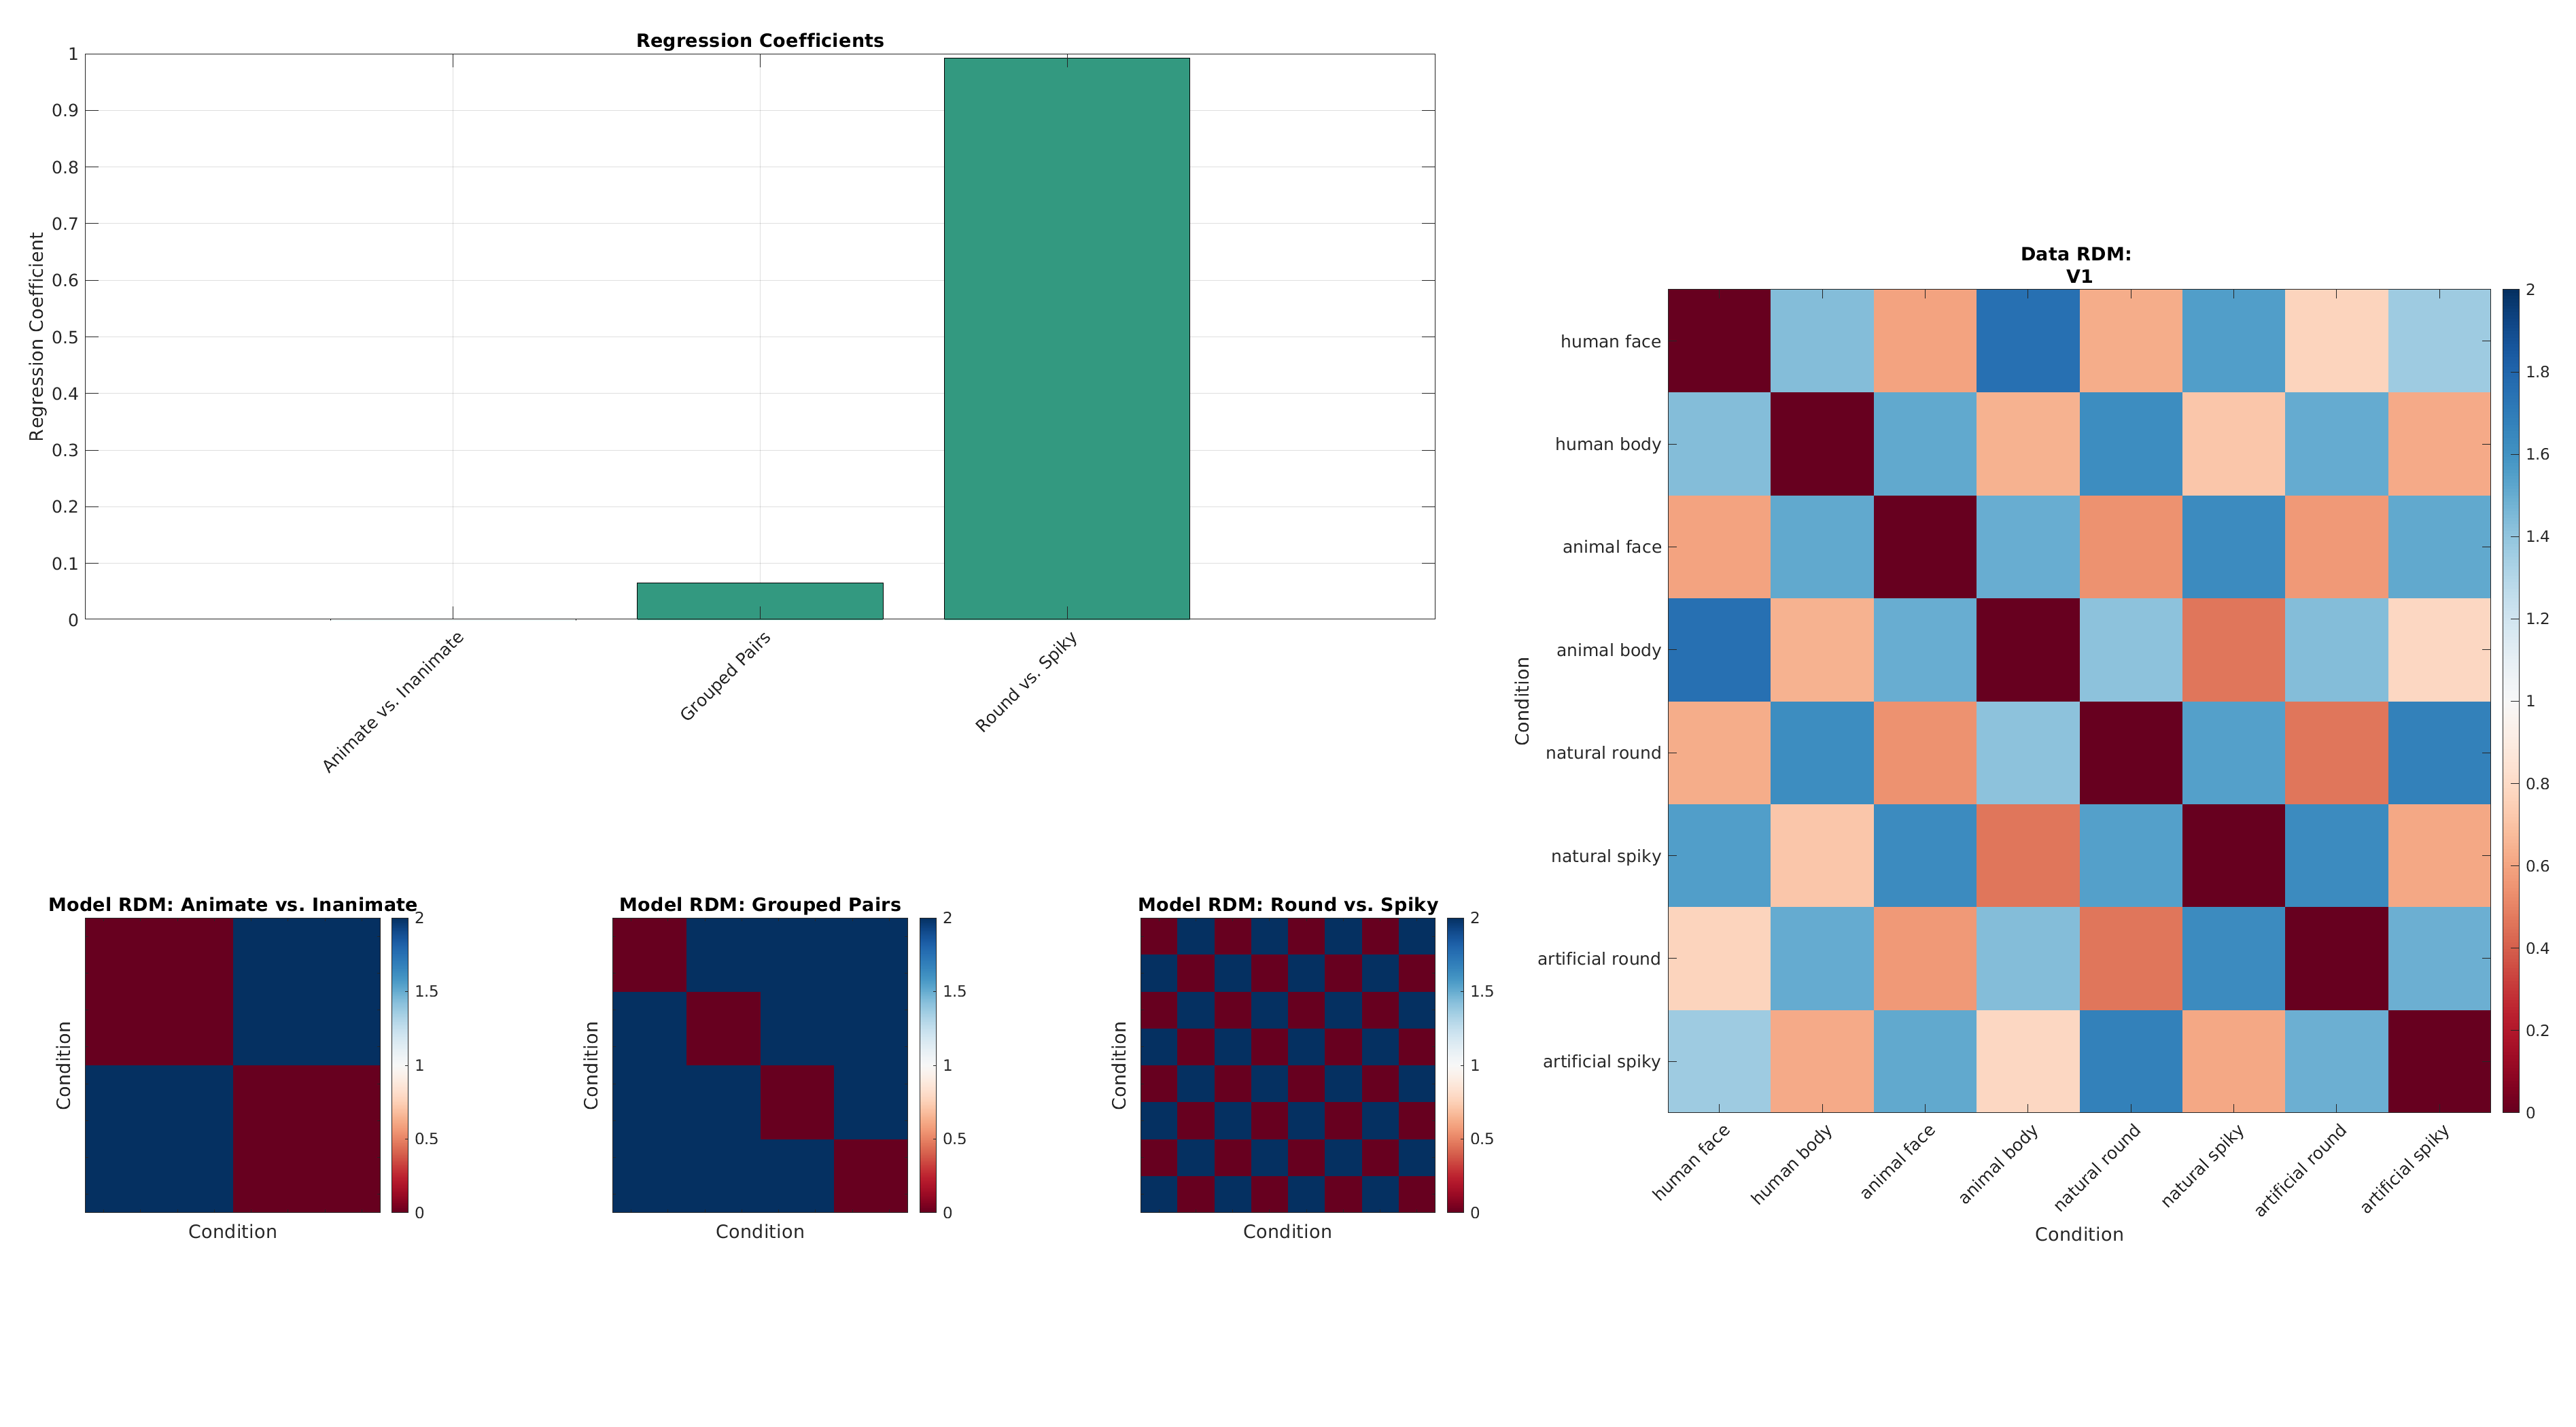 Regression Coefficients
Regression Coefficient
1
0.9
0.8
0.7
0.6
0.5
0.4
0.3
0.2
0.1
0
Animate vs. Inanimate
Grouped Pairs
Round vs. Spiky
Model RDM: Animate vs. Inanimate
Condition
Condition
2
1.5
1
0.5
0
Model RDM: Grouped Pairs
Condition
Condition
2
1.5
1
0.5
0
Model RDM: Round vs. Spiky
Condition
Condition
2
1.5
1
0.5
0
Data RDM:
V1
Condition
human face
human body
animal face
animal body
natural round
natural spiky
artificial round
artificial spiky
human face
human body
animal face
animal body
natural round
natural spiky
artificial round
artificial spiky
Condition
2
1.8
1.6
1.4
1.2
1
0.8
0.6
0.4
0.2
0